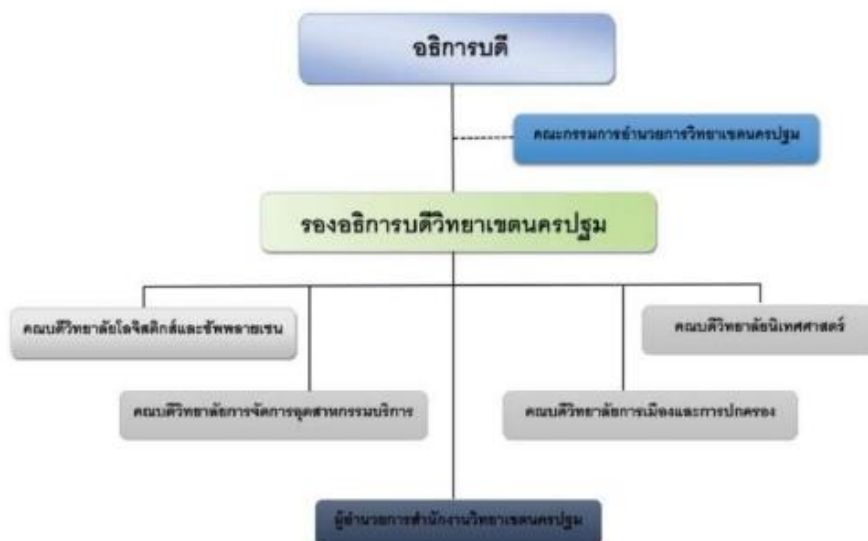 อธิการบดี
คณะกรรมการอำนวยการวิทยาเขตนครปฐม
รองอธิการบดีวิทยาเขตนครปฐม
คณบดีวิทยาลัยโลจิสติกส์และซัพพลายเชน
คณบดีวิทยาลัยนิเทศศาสตร์
คณบดีวิทยาลัยการจัดการอุตสาหกรรมบริการ
คณบดีวิทยาลัยการเมืองและการปกครอง
ผู้อำนวยการสำนักงานวิทยาเขตนครปฐม